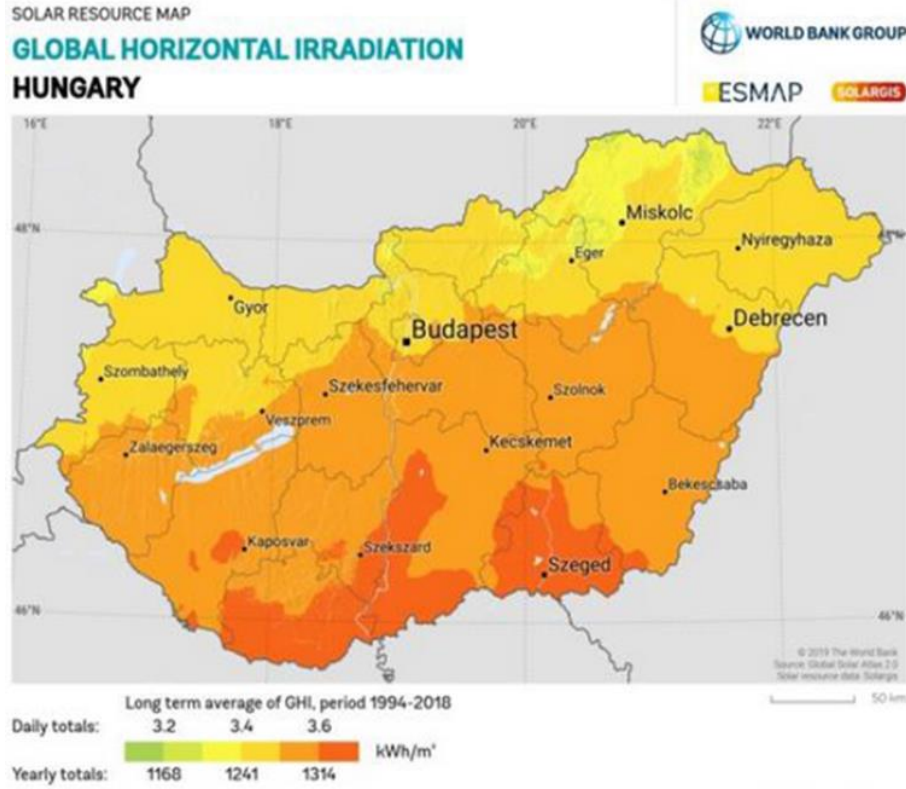 SOLAR RESOURCE MAP
GLOBAL HORIZONTAL IRRADIATION
HUNGARY
WORLD BANK GROUP
ESMAP
SOLARGIS
16°E 18°E 20°E 22°E
Miskolc
48°N
Nyiregyhaza
48°N
Eger
Gyor
Budapest
Debrecen
Szombathely
Szekesfehervar
Szolnok
Veszprem
Zalaegerszeg
Kecskemet
Bekescsaba
Kaposvar
Szekszard
Szeged
46°N
46°N
© 2019 The World Bank
Source: Global Solar Atlas 2.0
Solar resource data: Solargis
50 km
Long term average of GHI, period 1994-2018
Daily totals: 3.2 3.4 3.6
kWh/m²
Yearly totals: 1168 1241 1314